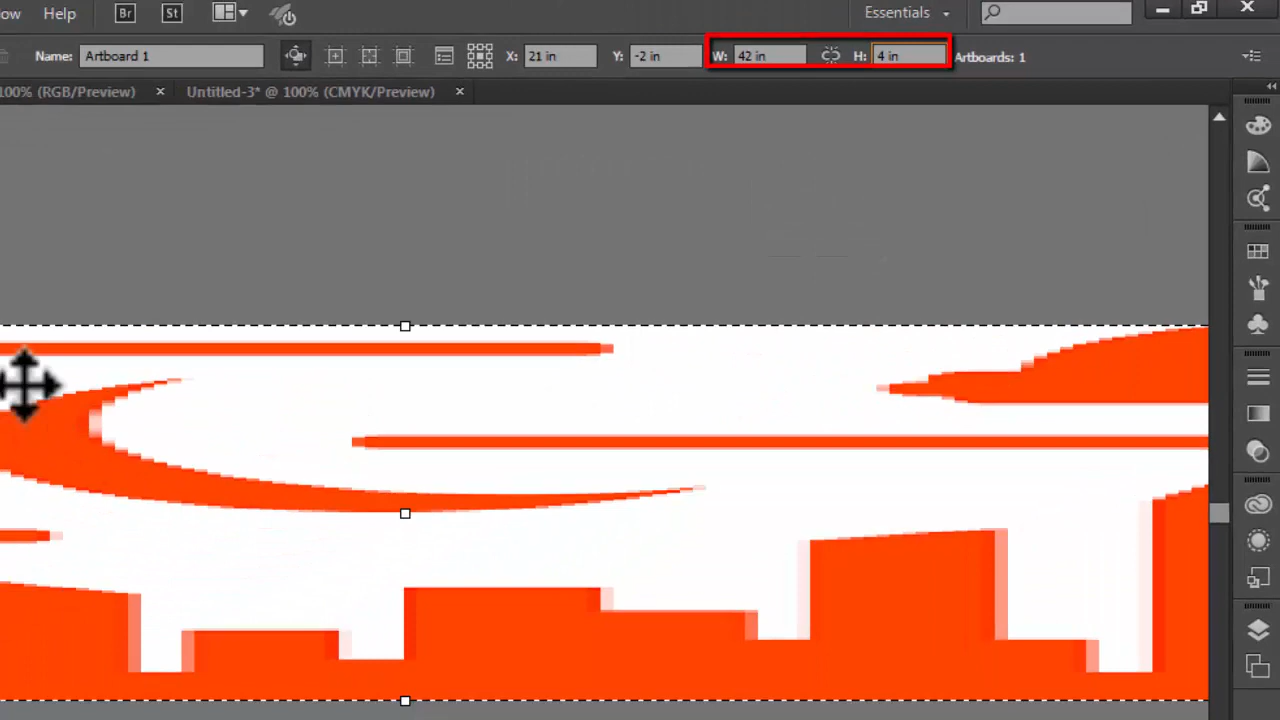 ow Help Br St Essentials
Name: Artboard 1 X: 21 in Y: -2 in W: 42 in H: 4 in Artboards: 1
100% (RGB/Preview) × Untitled-3* @ 100% (CMYK/Preview) ×